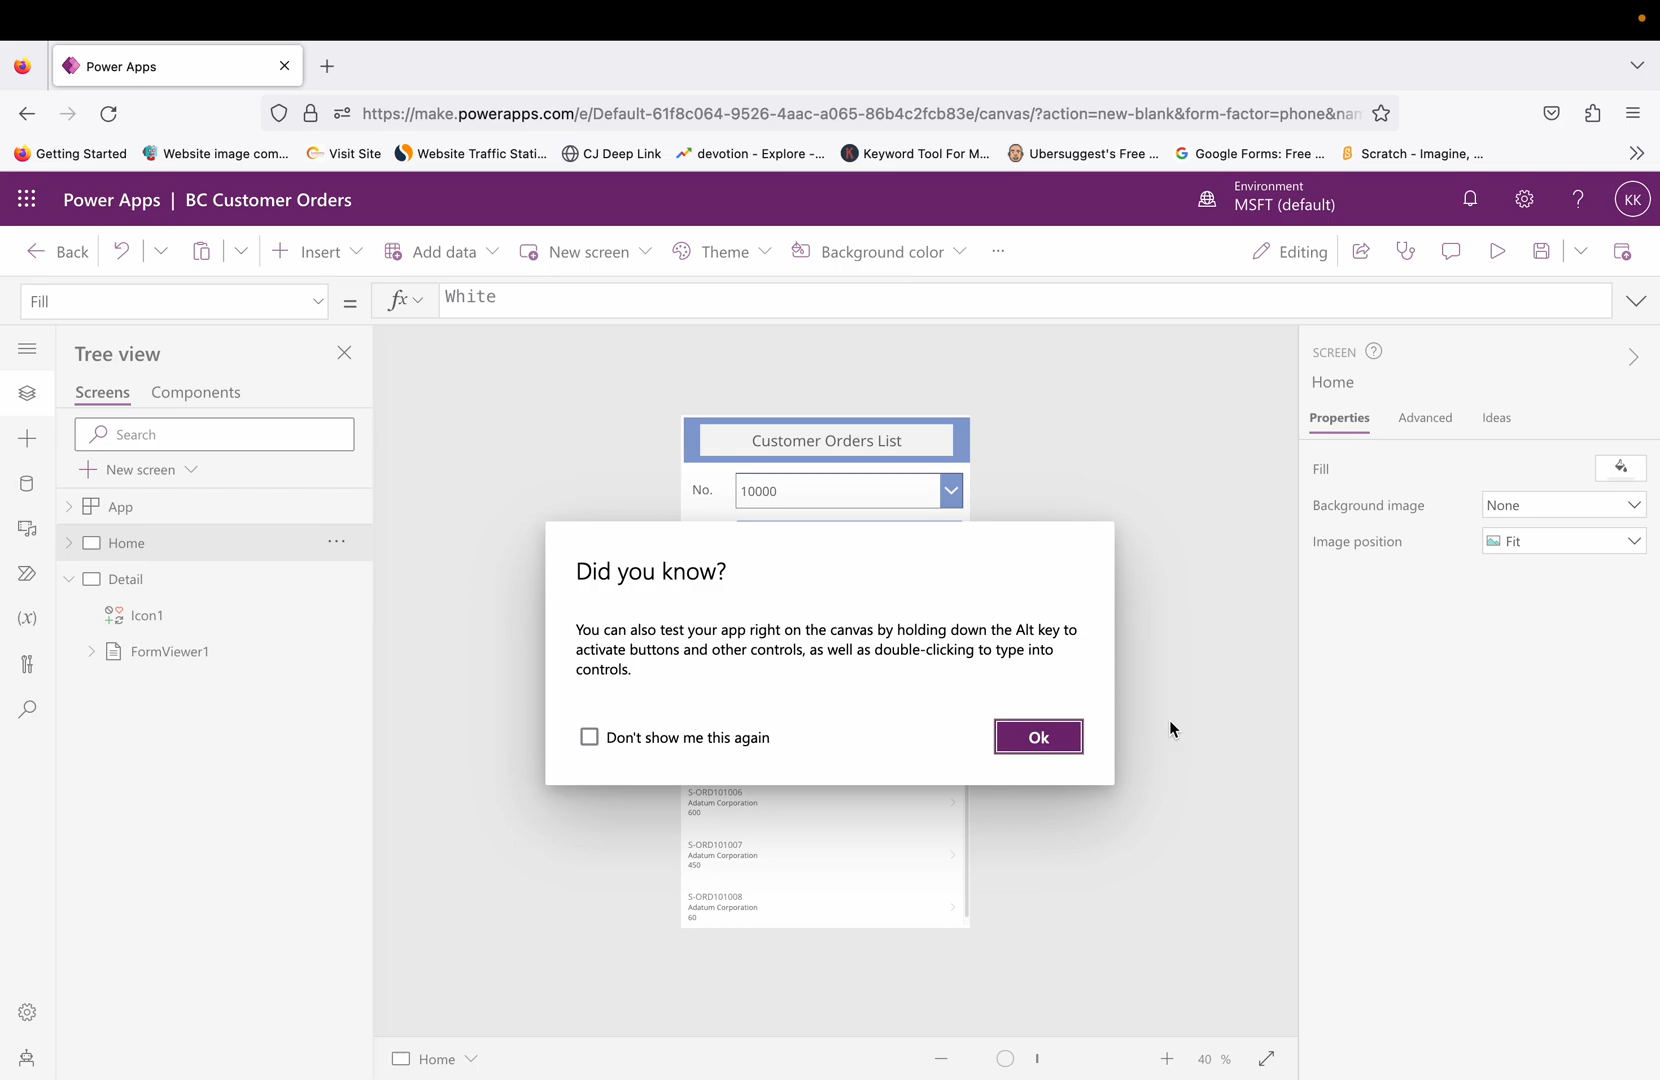 Power Apps
https://make.powerapps.com/e/Default-61f8c064-9526-4aac-a065-86b4c2fcb83e/canvas/?action=new-blank&form-factor=phone&nam
Getting Started Website image com... Visit Site Website Traffic Stati... CJ Deep Link devotion - Explore -... Keyword Tool For M... Ubersuggest's Free ... Google Forms: Free ... Scratch - Imagine, ...
Power Apps | BC Customer Orders
Environment
MSFT (default)
KK
Back Insert Add data New screen Theme Background color ... Editing
Fill = fx White
Tree view
Screens Components
Search
New screen
App
Home ...
Detail
Icon1
FormViewer1
Customer Orders List
No. 10000
Did you know?
You can also test your app right on the canvas by holding down the Alt key to
activate buttons and other controls, as well as double-clicking to type into
controls.
Don't show me this again
Ok
S-ORD101006
Adatum Corporation
600
S-ORD101007
Adatum Corporation
450
S-ORD101008
Adatum Corporation
60
SCREEN
Home
Properties Advanced Ideas
Fill
Background image None
Image position Fit
Home 40 %